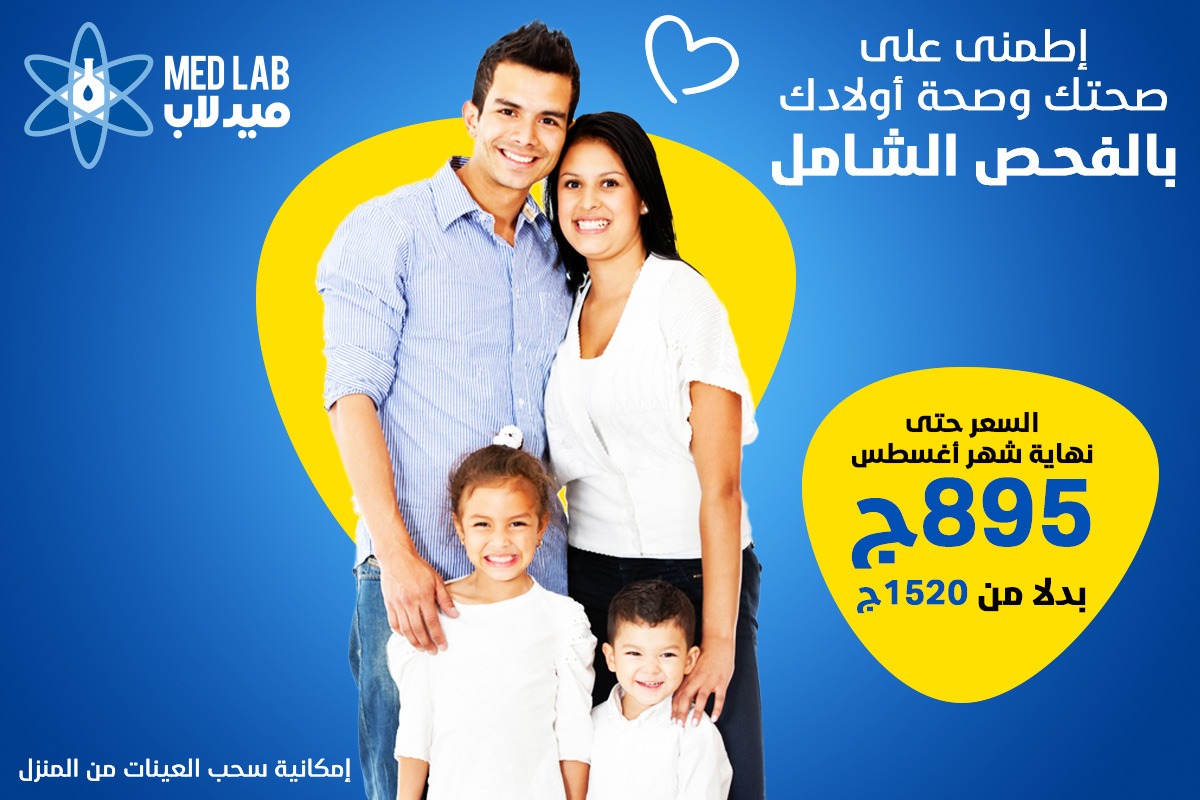 MED LAB
ميدلاب
إطمنى على
صحتك وصحة أولادك
بالفحص الشامل
السعر حتى
نهاية شهر أغسطس
895ج
بدلا من 1520ج
إمكانية سحب العينات من المنزل